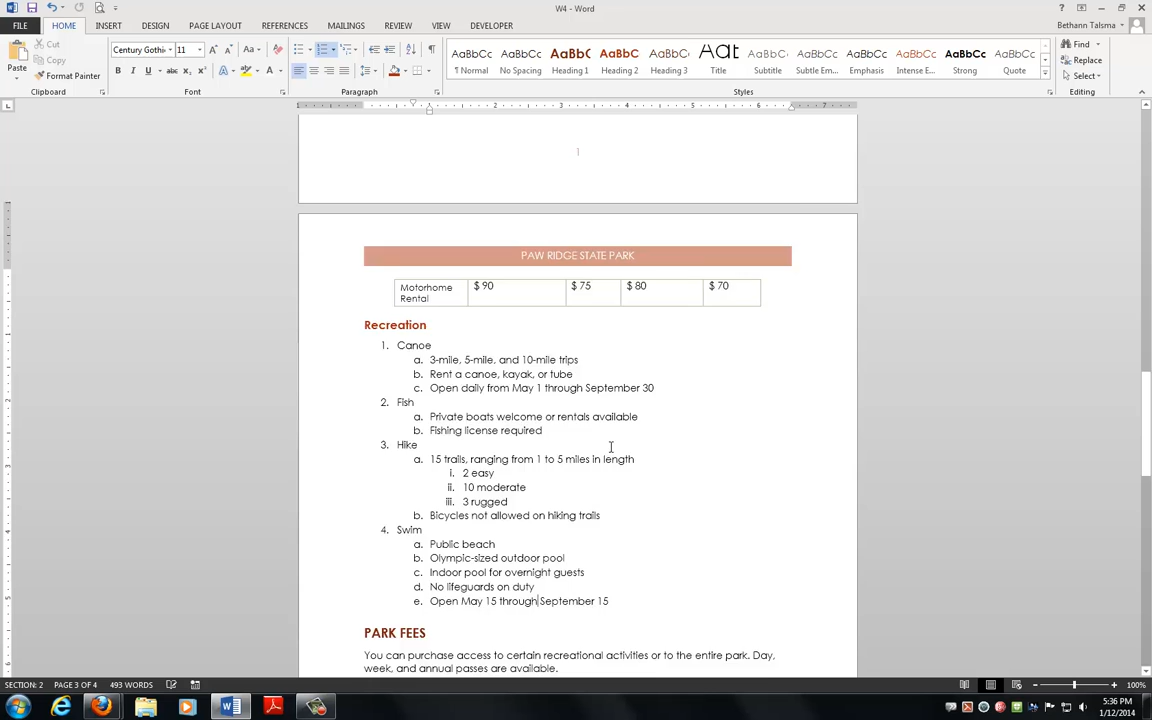 W4 - Word
Bethann Talsma
FILE HOME INSERT DESIGN PAGE LAYOUT REFERENCES MAILINGS REVIEW VIEW DEVELOPER
Paste
Cut
Copy
Format Painter
Century Gothi 11
AaBbCc AaBbCc AaBbC AaBbCC AaBbC AaBt AaBbCc AaBbCc AaBbCc AaBbCc AaBbCc AaBbCc
¶ Normal No Spacing Heading 1 Heading 2 Heading 3 Title Subtitle Subtle Em... Emphasis Intense E... Strong Quote
Find
Replace
Select
Clipboard Font Paragraph Styles Editing
1
PAW RIDGE STATE PARK
Motorhome Rental $ 90 $ 75 $ 80 $ 70
Recreation
1. Canoe
a. 3-mile, 5-mile, and 10-mile trips
b. Rent a canoe, kayak, or tube
c. Open daily from May 1 through September 30
2. Fish
a. Private boats welcome or rentals available
b. Fishing license required
3. Hike
a. 15 trails, ranging from 1 to 5 miles in length
i. 2 easy
ii. 10 moderate
iii. 3 rugged
b. Bicycles not allowed on hiking trails
4. Swim
a. Public beach
b. Olympic-sized outdoor pool
c. Indoor pool for overnight guests
d. No lifeguards on duty
e. Open May 15 through September 15
PARK FEES
You can purchase access to certain recreational activities or to the entire park. Day,
week, and annual passes are available.
SECTION: 2 PAGE 3 OF 4 493 WORDS
100%
5:36 PM
1/12/2014